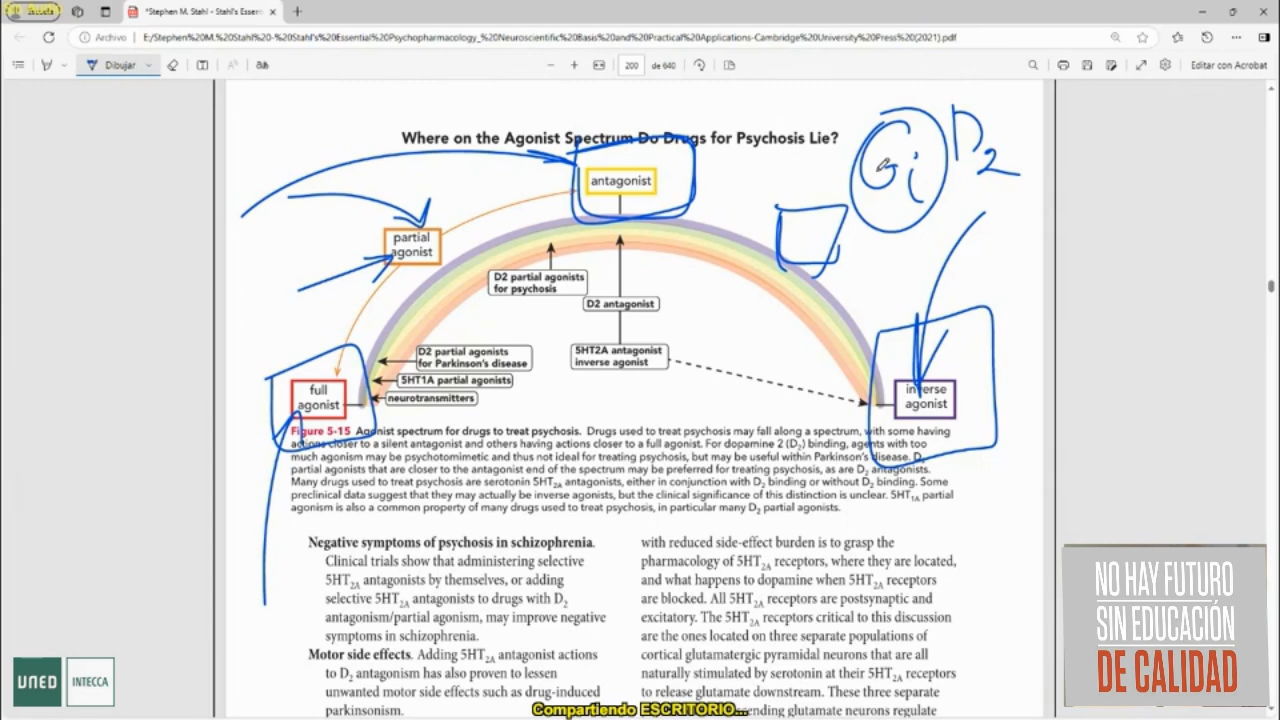 Escuela
*Stephen M. Stahl - Stahl's Essen
Archivo
E:/Stephen%20M.%20Stahl%20-%20Stahl's%20Essential%20Psychopharmacology_%20Neuroscientific%20Basis%20and%20Practical%20Applications-Cambridge%20University%20Press%20(2021).pdf
Dibujar
200
de 640
Editar con Acrobat
Where on the Agonist Spectrum Do Drugs for Psychosis Lie?
Gi D2
antagonist
partial
agonist
D2 partial agonists
for psychosis
D2 antagonist
D2 partial agonists
for Parkinson's disease
5HT2A antagonist
inverse agonist
5HT1A partial agonists
neurotransmitters
full
agonist
inverse
agonist
Figure 5-15 Agonist spectrum for drugs to treat psychosis. Drugs used to treat psychosis may fall along a spectrum, with some having
actions closer to a silent antagonist and others having actions closer to a full agonist. For dopamine 2 (D2) binding, agents with too
much agonism may be psychotomimetic and thus not ideal for treating psychosis, but may be useful within Parkinson's disease. D2
partial agonists that are closer to the antagonist end of the spectrum may be preferred for treating psychosis, as are D2 antagonists.
Many drugs used to treat psychosis are serotonin 5HT2A antagonists, either in conjunction with D2 binding or without D2 binding. Some
preclinical data suggest that they may actually be inverse agonists, but the clinical significance of this distinction is unclear. 5HT1A partial
agonism is also a common property of many drugs used to treat psychosis, in particular many D2 partial agonists.
Negative symptoms of psychosis in schizophrenia.
Clinical trials show that administering selective
5HT2A antagonists by themselves, or adding
selective 5HT2A antagonists to drugs with D2
antagonism/partial agonism, may improve negative
symptoms in schizophrenia.
Motor side effects. Adding 5HT2A antagonist actions
to D2 antagonism has also proven to lessen
unwanted motor side effects such as drug-induced
parkinsonism.
with reduced side-effect burden is to grasp the
pharmacology of 5HT2A receptors, where they are located,
and what happens to dopamine when 5HT2A receptors
are blocked. All 5HT2A receptors are postsynaptic and
excitatory. The 5HT2A receptors critical to this discussion
are the ones located on three separate populations of
cortical glutamatergic pyramidal neurons that are all
naturally stimulated by serotonin at their 5HT2A receptors
to release glutamate downstream. These three separate
ending glutamate neurons regulate
Compartiendo ESCRITORIO...
UNED
INTECCA
NO HAY FUTURO
SIN EDUCACIÓN
DE CALIDAD